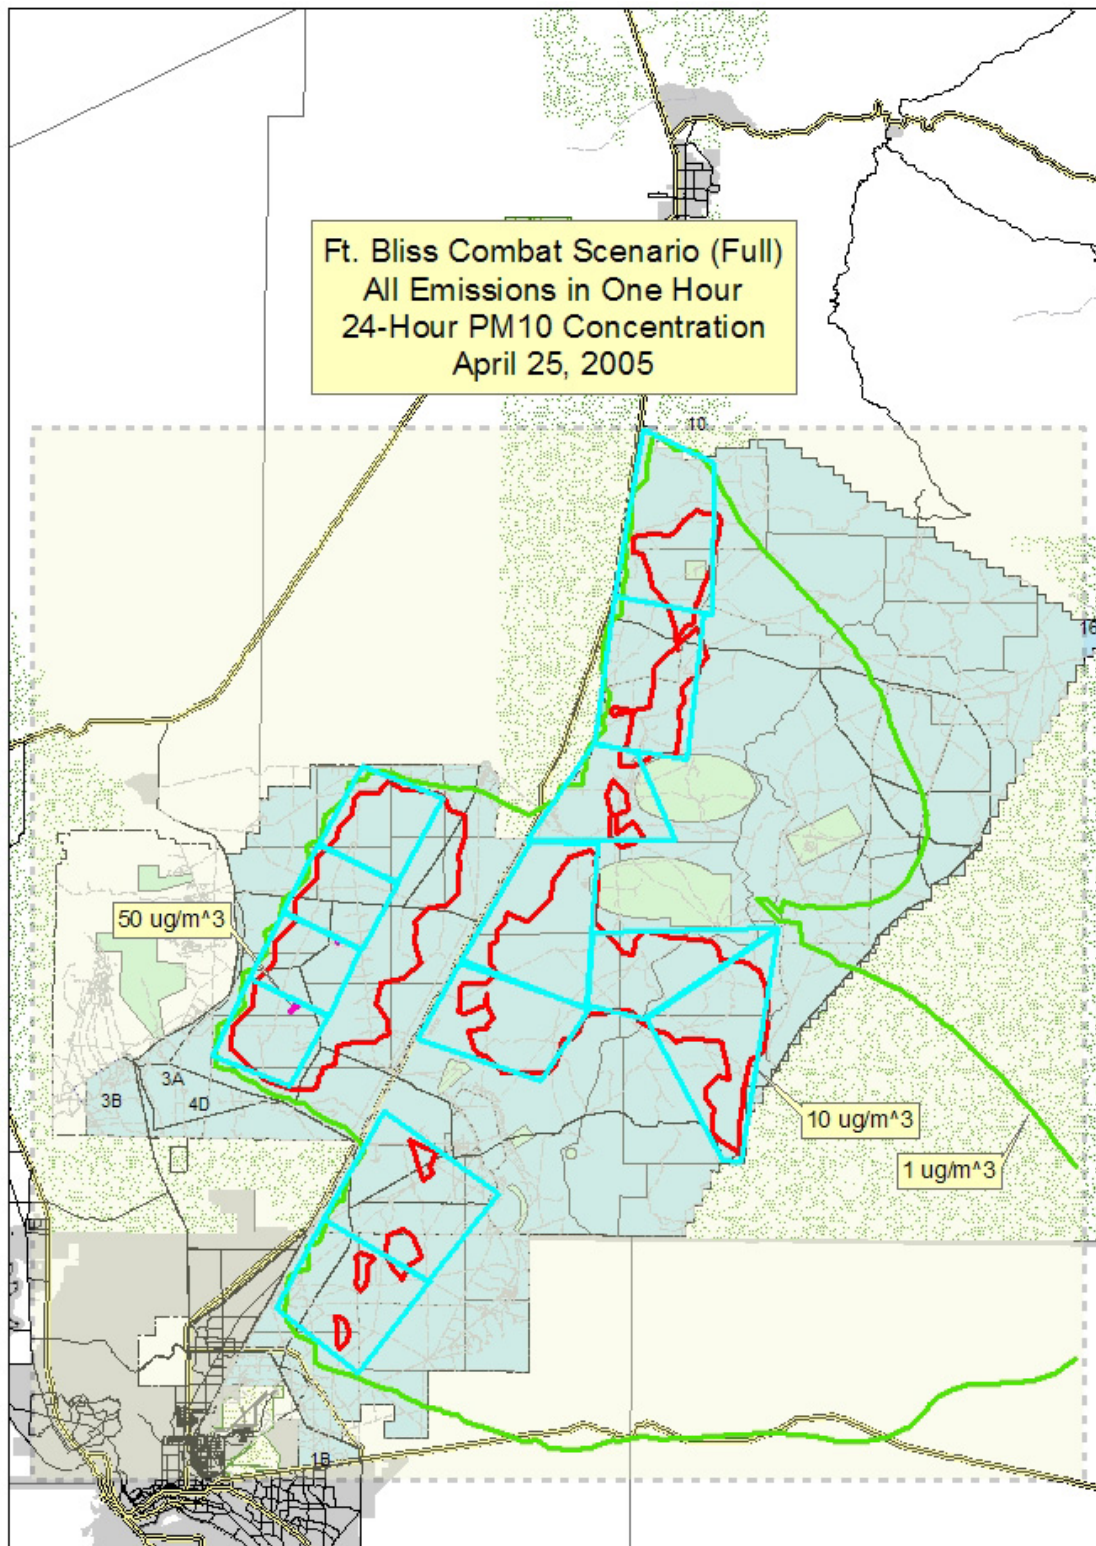 Ft. Bliss Combat Scenario (Full)
All Emissions in One Hour
24-Hour PM10 Concentration
April 25, 2005
10
16
50 ug/m^3
3A
3B
4D
10 ug/m^3
1 ug/m^3
1B